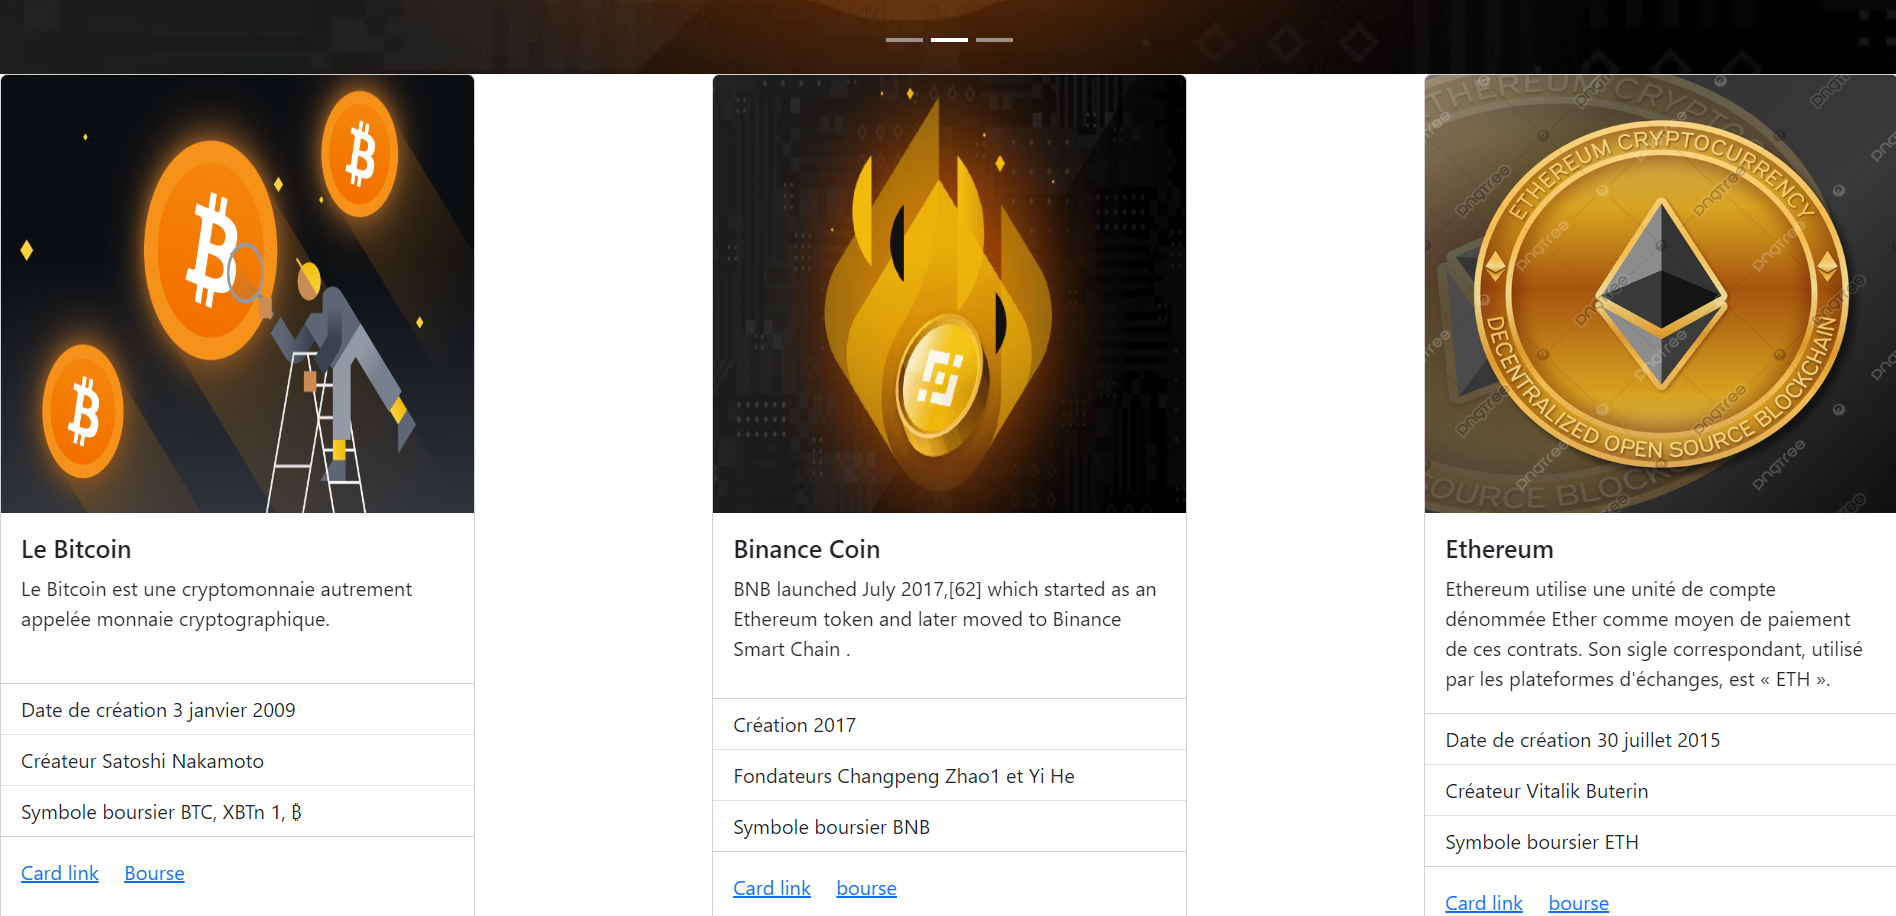 Le Bitcoin
Le Bitcoin est une cryptomonnaie autrement
appelée monnaie cryptographique.
Date de création 3 janvier 2009
Créateur Satoshi Nakamoto
Symbole boursier BTC, XBTn 1, ₿
Card link Bourse
Binance Coin
BNB launched July 2017,[62] which started as an
Ethereum token and later moved to Binance
Smart Chain .
Création 2017
Fondateurs Changpeng Zhao1 et Yi He
Symbole boursier BNB
Card link bourse
ETHEREUM CRYPTOCURRENCY
DECENTRALIZED OPEN SOURCE BLOCKCHAIN
Ethereum
Ethereum utilise une unité de compte
dénommée Ether comme moyen de paiement
de ces contrats. Son sigle correspondant, utilisé
par les plateformes d'échanges, est « ETH ».
Date de création 30 juillet 2015
Créateur Vitalik Buterin
Symbole boursier ETH
Card link bourse